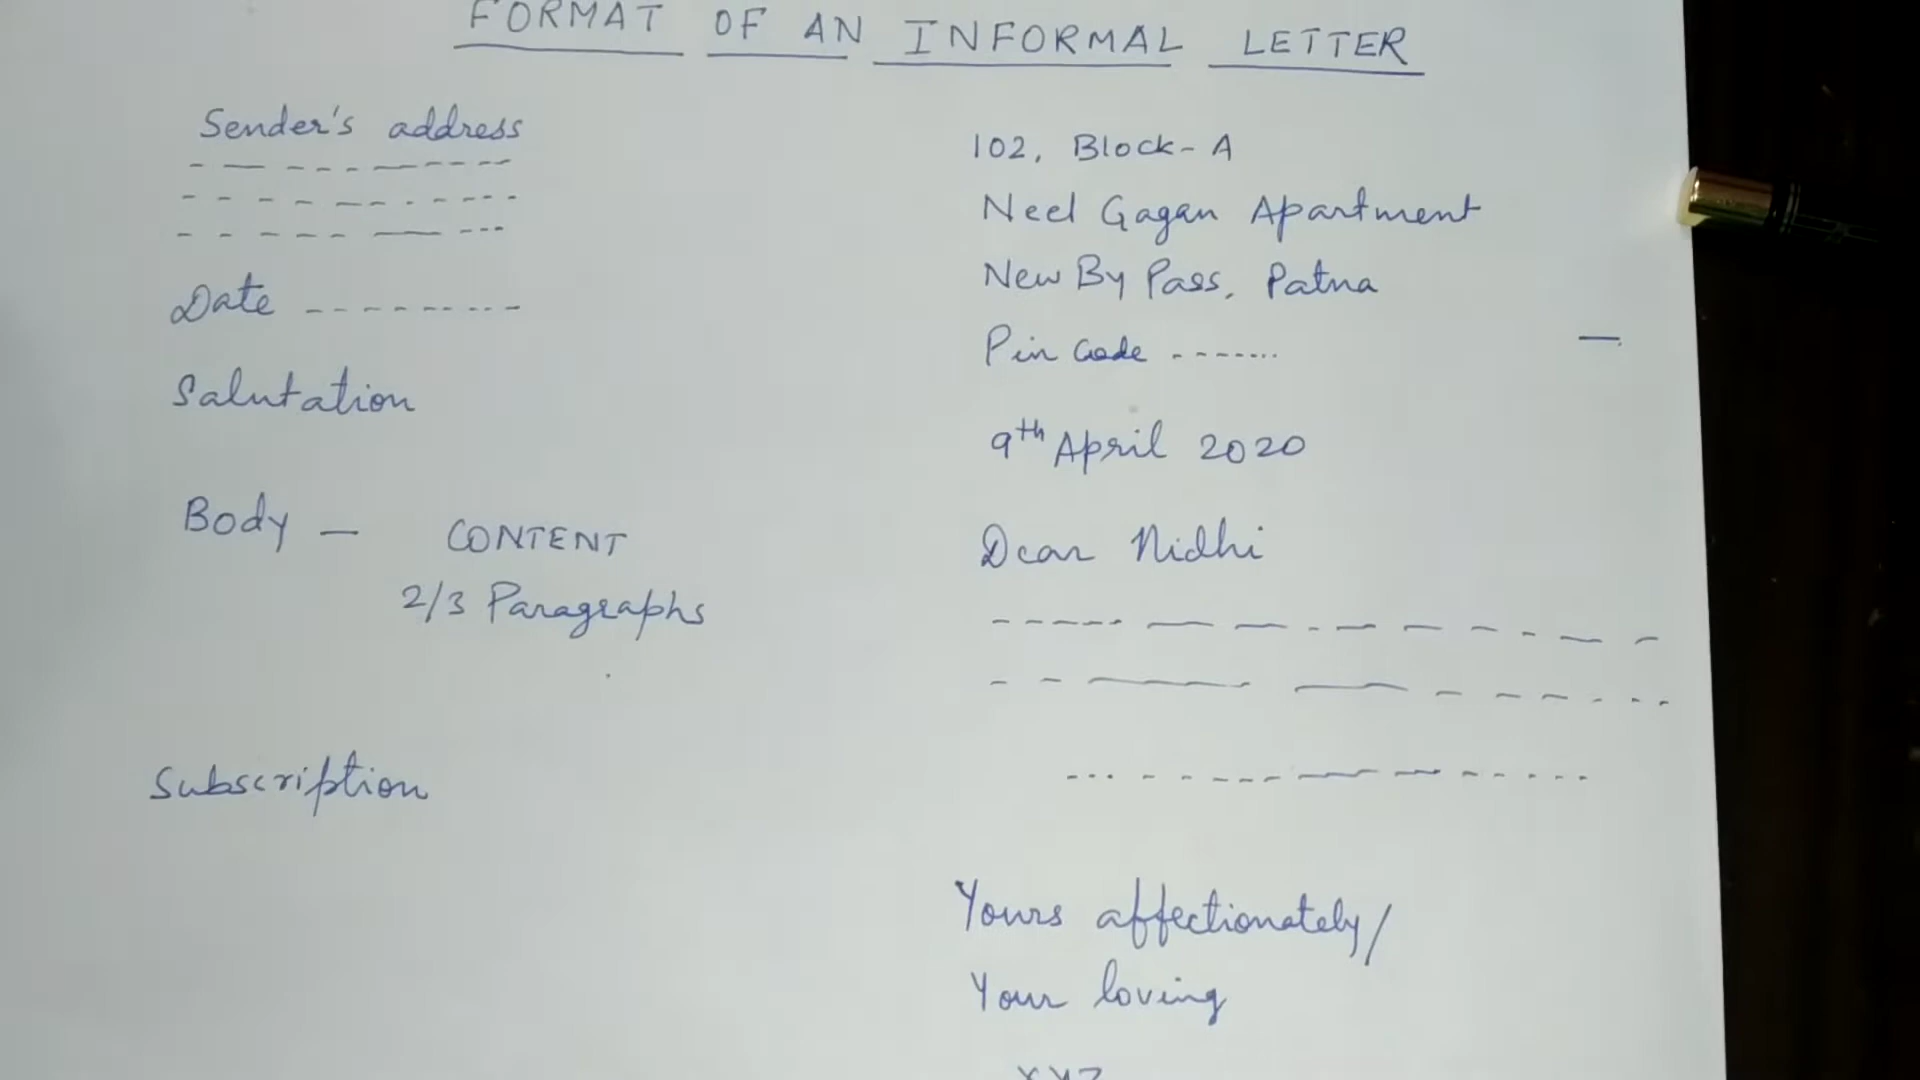 FORMAT OF AN INFORMAL LETTER
Sender's address
Date ---------
Salutation
Body — CONTENT
2/3 Paragraphs
Subscription
102, Block-A
Neel Gagan Apartment
New By Pass, Patna
Pin Code -------
9th April 2020
Dear Nidhi
Yours affectionately/
Your loving
XYZ